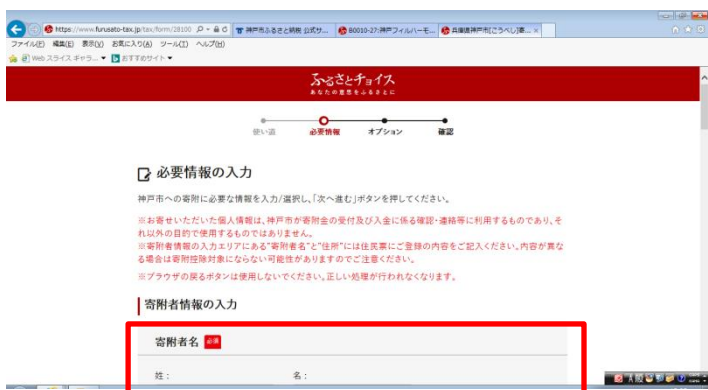 https://www.furusato-tax.jp/tax/form/28100
神戸市ふるさと納税 公式サ...
B0010-27:神戸フィルハーモ...
兵庫県神戸市[こうべし]寄...
ファイル(F) 編集(E) 表示(V) お気に入り(A) ツール(T) ヘルプ(H)
Web スライス ギャラ... おすすめサイト
ふるさとチョイス
あなたの意思をふるさとに
使い道 必要情報 オプション 確認
必要情報の入力
神戸市への寄附に必要な情報を入力/選択し、「次へ進む」ボタンを押してください。
※お寄せいただいた個人情報は、神戸市が寄附金の受付及び入金に係る確認・連絡等に利用するものであり、そ
れ以外の目的で使用するものではありません。
※寄附者情報の入力エリアにある"寄附者名"と"住所"には住民票にご登録の内容をご記入ください。内容が異な
る場合は寄附控除対象にならない可能性がありますのでご注意ください。
※ブラウザの戻るボタンは使用しないでください。正しい処理が行われなくなります。
寄附者情報の入力
寄附者名 必須
姓： 名：